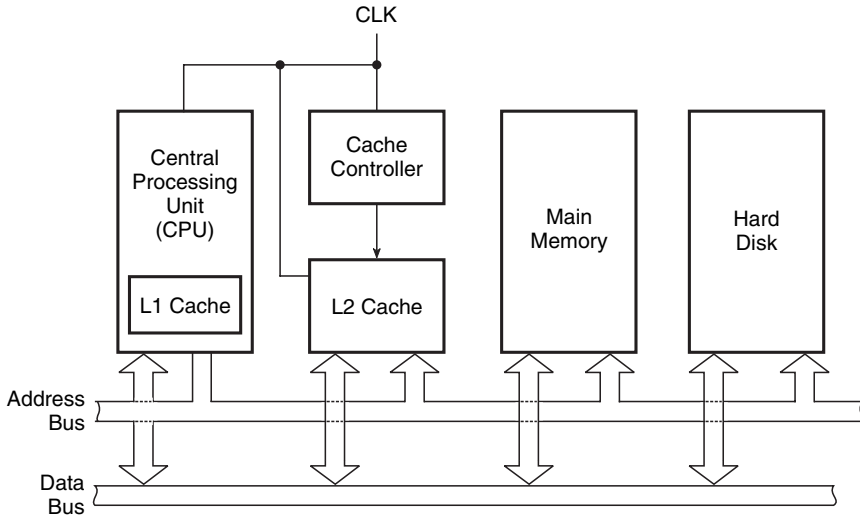 CLK
Central
Processing
Unit
(CPU)
L1 Cache
Cache
Controller
L2 Cache
Main
Memory
Hard
Disk
Address
Bus
Data
Bus